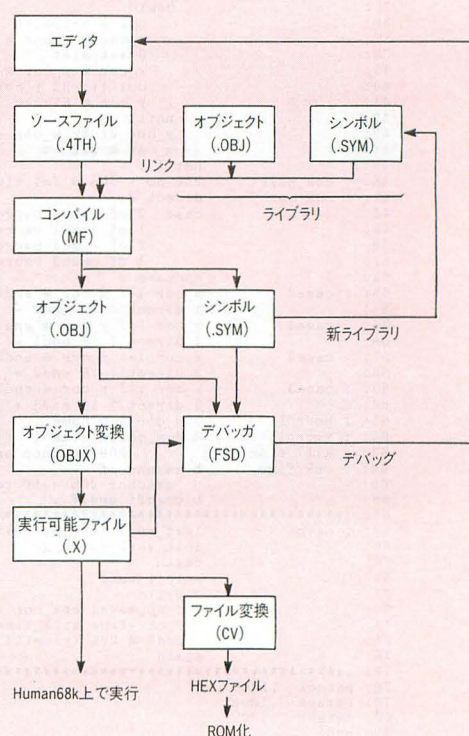 エディタ
ソースファイル
(.4TH)
オブジェクト
(.OBJ)
シンボル
(.SYM)
リンク
ライブラリ
コンパイル
(MF)
オブジェクト
(.OBJ)
シンボル
(.SYM)
新ライブラリ
オブジェクト変換
(OBJX)
デバッガ
(FSD)
デバッグ
実行可能ファイル
(.X)
ファイル変換
(CV)
Human68k上で実行
HEXファイル
ROM化